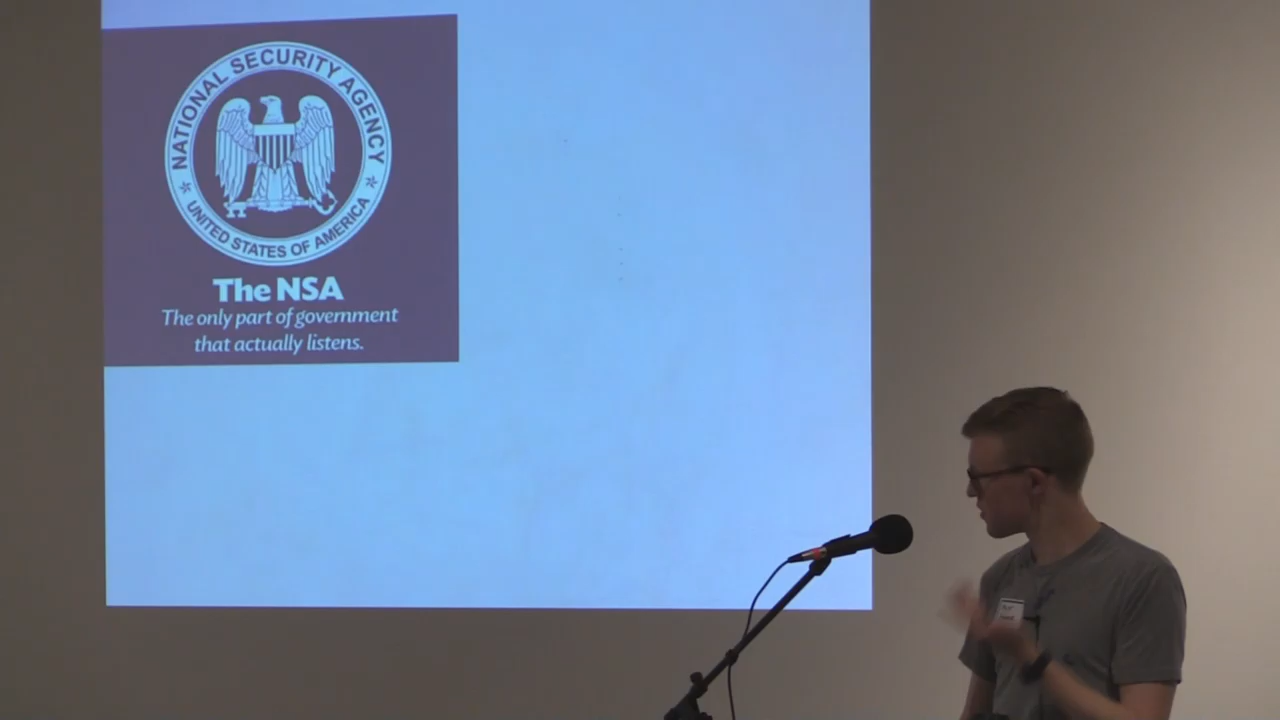 NATIONAL SECURITY AGENCY
UNITED STATES OF AMERICA
The NSA
The only part of government
that actually listens.